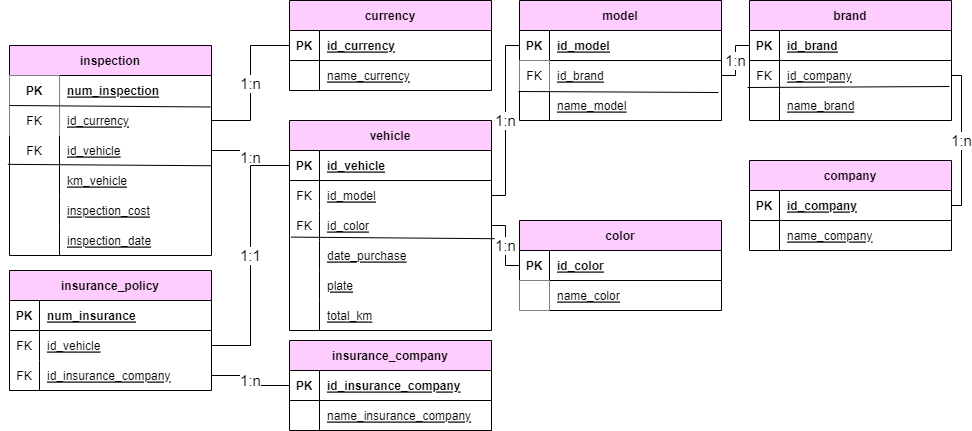 currency
PK id_currency
name_currency
model
PK id_model
FK id_brand
name_model
brand
PK id_brand
FK id_company
name_brand
inspection
PK num_inspection
FK id_currency
FK id_vehicle
km_vehicle
inspection_cost
inspection_date
vehicle
PK id_vehicle
FK id_model
FK id_color
date_purchase
plate
total_km
company
PK id_company
name_company
color
PK id_color
name_color
insurance_policy
PK num_insurance
FK id_vehicle
FK id_insurance_company
insurance_company
PK id_insurance_company
name_insurance_company
1:n
1:n
1:n
1:n
1:n
1:n
1:1
1:n